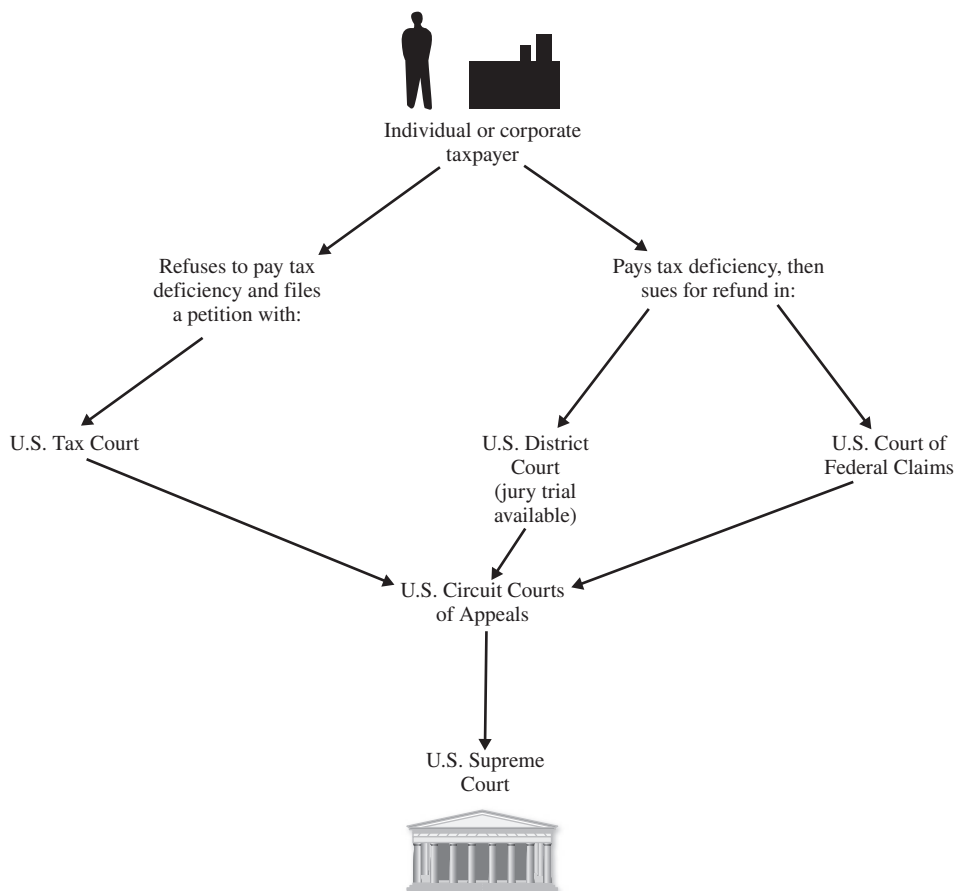 Individual or corporate
taxpayer
Refuses to pay tax
deficiency and files
a petition with:
Pays tax deficiency, then
sues for refund in:
U.S. Tax Court
U.S. District
Court
(jury trial
available)
U.S. Court of
Federal Claims
U.S. Circuit Courts
of Appeals
U.S. Supreme
Court